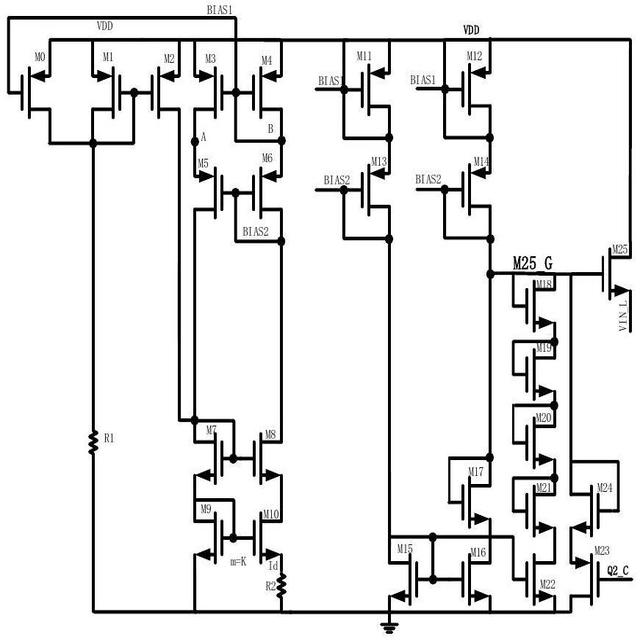 BIAS1
VDD
VDD
M0
M1
M2
M3
M4
M11
M12
BIAS1
BIAS1
A
B
M5
M6
M13
M14
BIAS2
BIAS2
BIAS2
M25_G
M25
M18
VIN_L
M19
M20
M7
M8
R1
M17
M21
M24
M9
M10
M15
M16
M23
m=K
Id
R2
M22
Q2_C